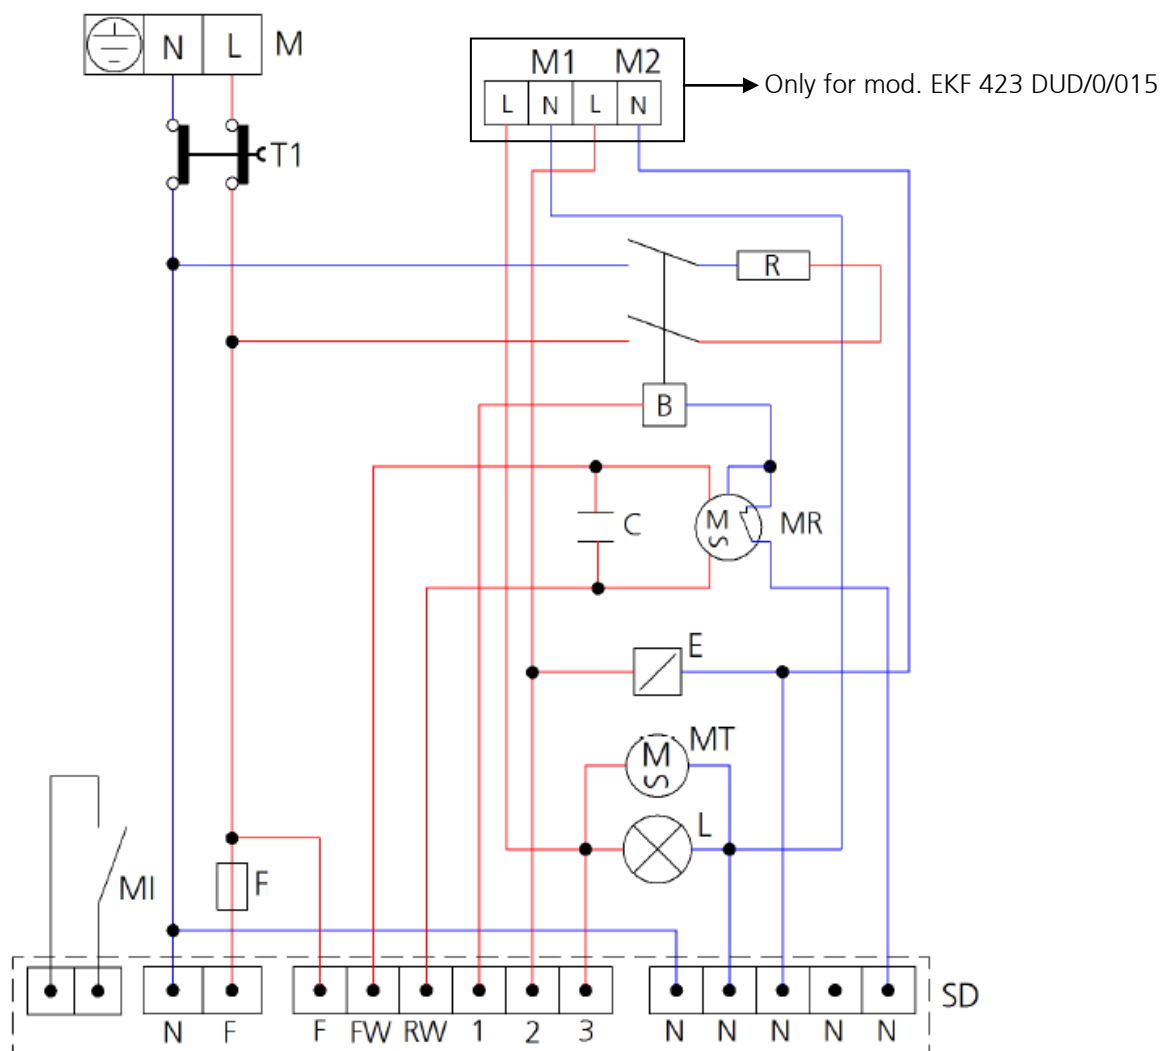 N L M
M1 M2
L N L N
Only for mod. EKF 423 DUD/0/015
T1
R
B
C
M
S
MR
E
MT
M
S
L
MI
F
SD
N F F FW RW 1 2 3 N N N N N